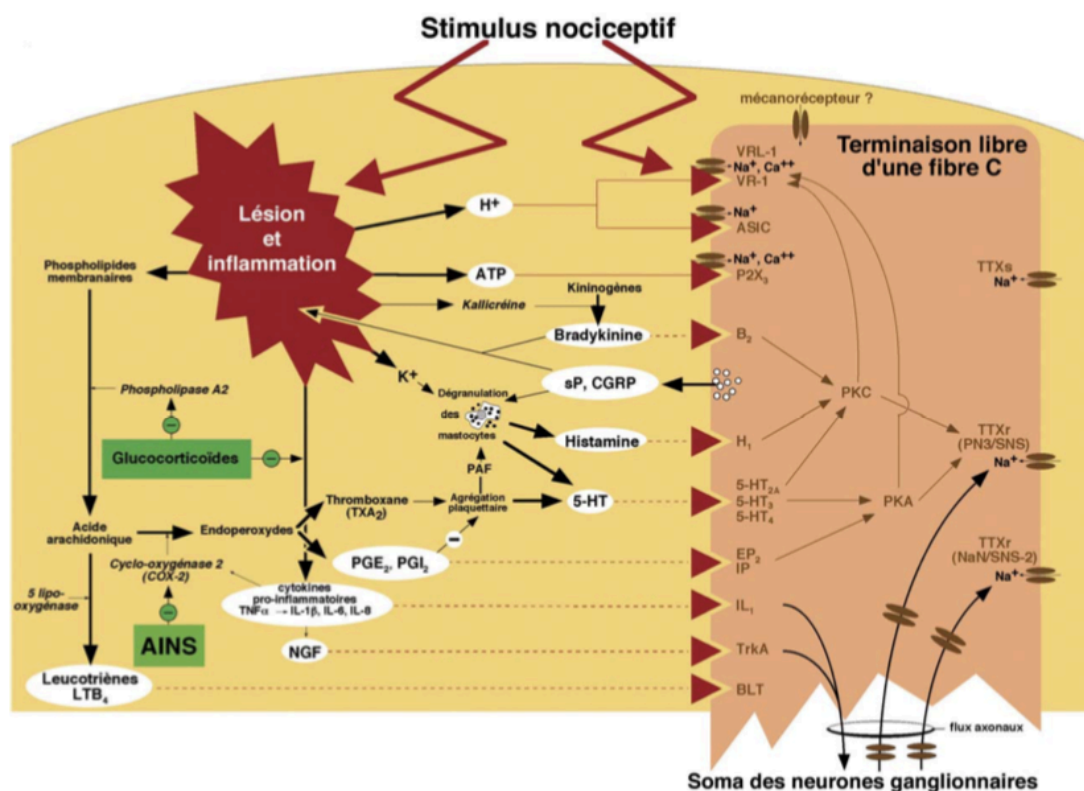 Stimulus nociceptif
mécanorécepteur ?
Terminaison libre
d'une fibre C
VRL-1
Na⁺, Ca⁺⁺
VR-1
Lésion
et
inflammation
H⁺
Na⁺
ASIC
Phospholipides
membranaires
ATP
Na⁺, Ca⁺⁺
P2X₃
TTXs
Na⁺
Kallicréine
Kininogènes
Bradykinine
B₂
K⁺
sP, CGRP
Dégranulation
des
mastocytes
PKC
Phospholipase A2
Glucocorticoïdes
Histamine
H₁
TTXr
(PN3/SNS)
Na⁺
PAF
Thromboxane
(TXA₂)
Agrégation
plaquettaire
5-HT
5-HT₂A
5-HT₃
5-HT₄
PKA
Acide
arachidonique
Endoperoxydes
Cyclo-oxygénase 2
(COX-2)
PGE₂, PGI₂
EP₂
IP
TTXr
(NaN/SNS-2)
Na⁺
5 lipo-
oxygénase
cytokines
pro-inflammatoires
TNFα → IL-1β, IL-6, IL-8
IL₁
AINS
NGF
TrkA
Leucotriènes
LTB₄
BLT
flux axonaux
Soma des neurones ganglionnaires